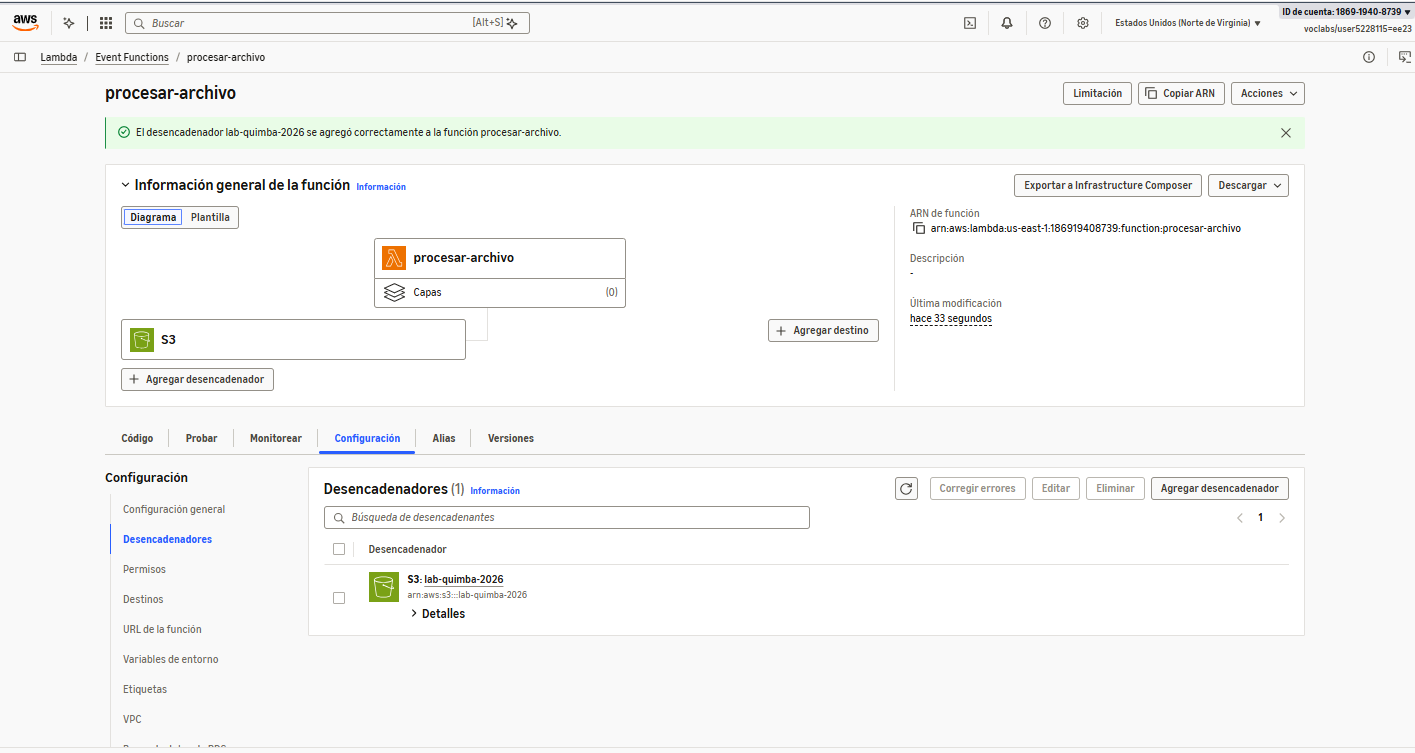 aws
Buscar [Alt+S]
Estados Unidos (Norte de Virginia) ▼
ID de cuenta: 1869-1940-8739 ▼
voclabs/user5228115=ee23
Lambda / Event Functions / procesar-archivo
procesar-archivo
Limitación Copiar ARN Acciones
El desencadenador lab-quimba-2026 se agregó correctamente a la función procesar-archivo.
Información general de la función Información
Exportar a Infrastructure Composer Descargar
Diagrama Plantilla
procesar-archivo
Capas (0)
S3
+ Agregar desencadenador
+ Agregar destino
ARN de función
arn:aws:lambda:us-east-1:186919408739:function:procesar-archivo
Descripción
-
Última modificación
hace 33 segundos
Código Probar Monitorear Configuración Alias Versiones
Configuración
Configuración general
Desencadenadores
Permisos
Destinos
URL de la función
Variables de entorno
Etiquetas
VPC
Desencadenadores (1) Información
Corregir errores Editar Eliminar Agregar desencadenador
Búsqueda de desencadenantes
1
Desencadenador
S3: lab-quimba-2026
arn:aws:s3:::lab-quimba-2026
Detalles